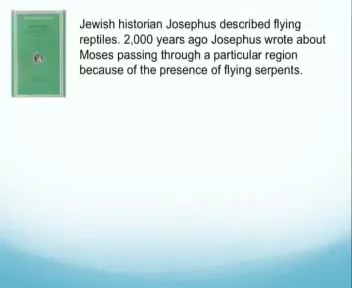 Jewish historian Josephus described flying
reptiles. 2,000 years ago Josephus wrote about
Moses passing through a particular region
because of the presence of flying serpents.